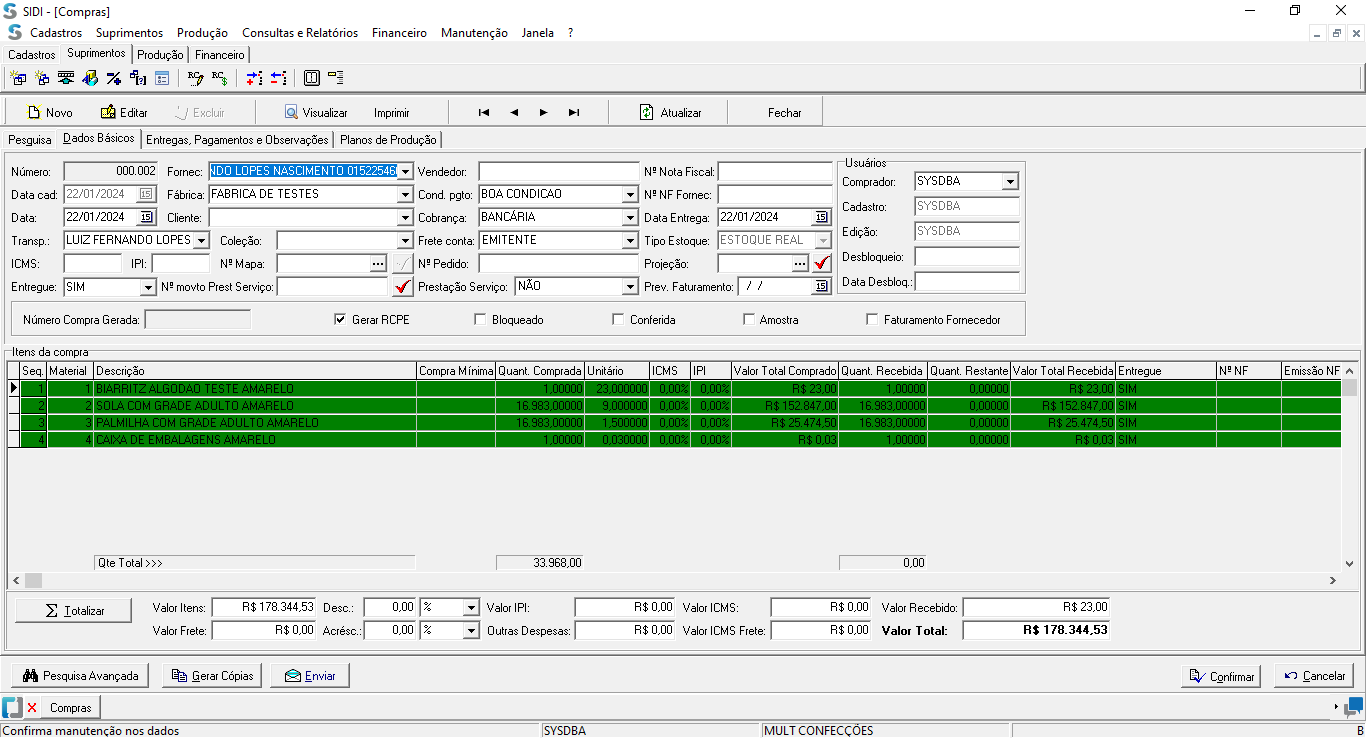 SIDI - [Compras]
Cadastros Suprimentos Produção Consultas e Relatórios Financeiro Manutenção Janela ?
Cadastros Suprimentos Produção Financeiro
Novo Editar Excluir Visualizar Imprimir Atualizar Fechar
Pesquisa Dados Básicos Entregas, Pagamentos e Observações Planos de Produção
Número: 000.002 Fornec: NDO LOPES NASCIMENTO 01522546 Vendedor: Nº Nota Fiscal: Usuários
Comprador: SYSDBA
Data cad: 22/01/2024 15 Fábrica: FABRICA DE TESTES Cond. pgto: BOA CONDICAO Nº NF Fornec:
Cadastro: SYSDBA
Data: 22/01/2024 15 Cliente: Cobrança: BANCÁRIA Data Entrega: 22/01/2024 15
Edição: SYSDBA
Transp.: LUIZ FERNANDO LOPES Coleção: Frete conta: EMITENTE Tipo Estoque: ESTOQUE REAL
Desbloqueio:
ICMS: IPI: Nº Mapa: ... Nº Pedido: Projeção: ...
Data Desbloq.:
Entregue: SIM Nº movto Prest Serviço: Prestação Serviço: NÃO Prev. Faturamento: / / 15
Número Compra Gerada: Gerar RCPE Bloqueado Conferida Amostra Faturamento Fornecedor
Itens da compra
Seq. Material Descrição Compra Mínima Quant. Comprada Unitário ICMS IPI Valor Total Comprado Quant. Recebida Quant. Restante Valor Total Recebida Entregue Nº NF Emissão NF
1 1 BIARRITZ ALGODAO TESTE AMARELO 1,00000 23,000000 0,00% 0,00% R$ 23,00 1,00000 0,00000 R$ 23,00 SIM
2 2 SOLA COM GRADE ADULTO AMARELO 16.983,00000 9,000000 0,00% 0,00% R$ 152.847,00 16.983,00000 0,00000 R$ 152.847,00 SIM
3 3 PALMILHA COM GRADE ADULTO AMARELO 16.983,00000 1,500000 0,00% 0,00% R$ 25.474,50 16.983,00000 0,00000 R$ 25.474,50 SIM
4 4 CAIXA DE EMBALAGENS AMARELO 1,00000 0,030000 0,00% 0,00% R$ 0,03 1,00000 0,00000 R$ 0,03 SIM
Qte Total >>> 33.968,00 0,00
Σ Totalizar Valor Itens: R$ 178.344,53 Desc.: 0,00 % Valor IPI: R$ 0,00 Valor ICMS: R$ 0,00 Valor Recebido: R$ 23,00
Valor Frete: R$ 0,00 Acrésc.: 0,00 % Outras Despesas: R$ 0,00 Valor ICMS Frete: R$ 0,00 Valor Total: R$ 178.344,53
Pesquisa Avançada Gerar Cópias Enviar Confirmar Cancelar
Compras
Confirma manutenção nos dados SYSDBA MULT CONFECÇÕES B